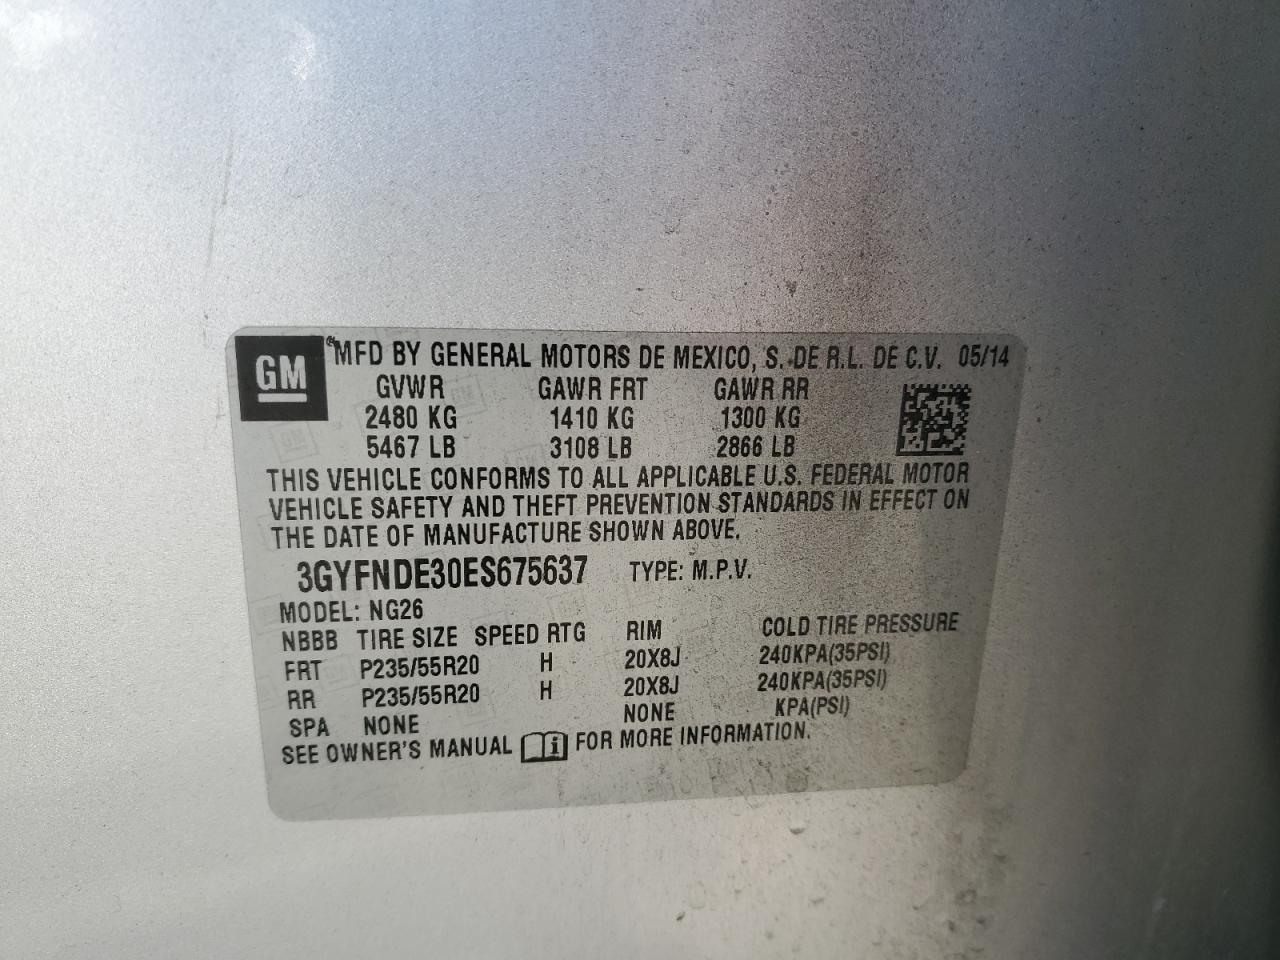 GM MFD BY GENERAL MOTORS DE MEXICO, S. DE R.L. DE C.V. 05/14
GVWR GAWR FRT GAWR RR
2480 KG 1410 KG 1300 KG
5467 LB 3108 LB 2866 LB
THIS VEHICLE CONFORMS TO ALL APPLICABLE U.S. FEDERAL MOTOR
VEHICLE SAFETY AND THEFT PREVENTION STANDARDS IN EFFECT ON
THE DATE OF MANUFACTURE SHOWN ABOVE.
3GYFNDE30ES675637 TYPE: M.P.V.
MODEL: NG26
NBBB TIRE SIZE SPEED RTG RIM COLD TIRE PRESSURE
FRT P235/55R20 H 20X8J 240KPA(35PSI)
RR P235/55R20 H 20X8J 240KPA(35PSI)
SPA NONE NONE KPA(PSI)
SEE OWNER'S MANUAL i FOR MORE INFORMATION.